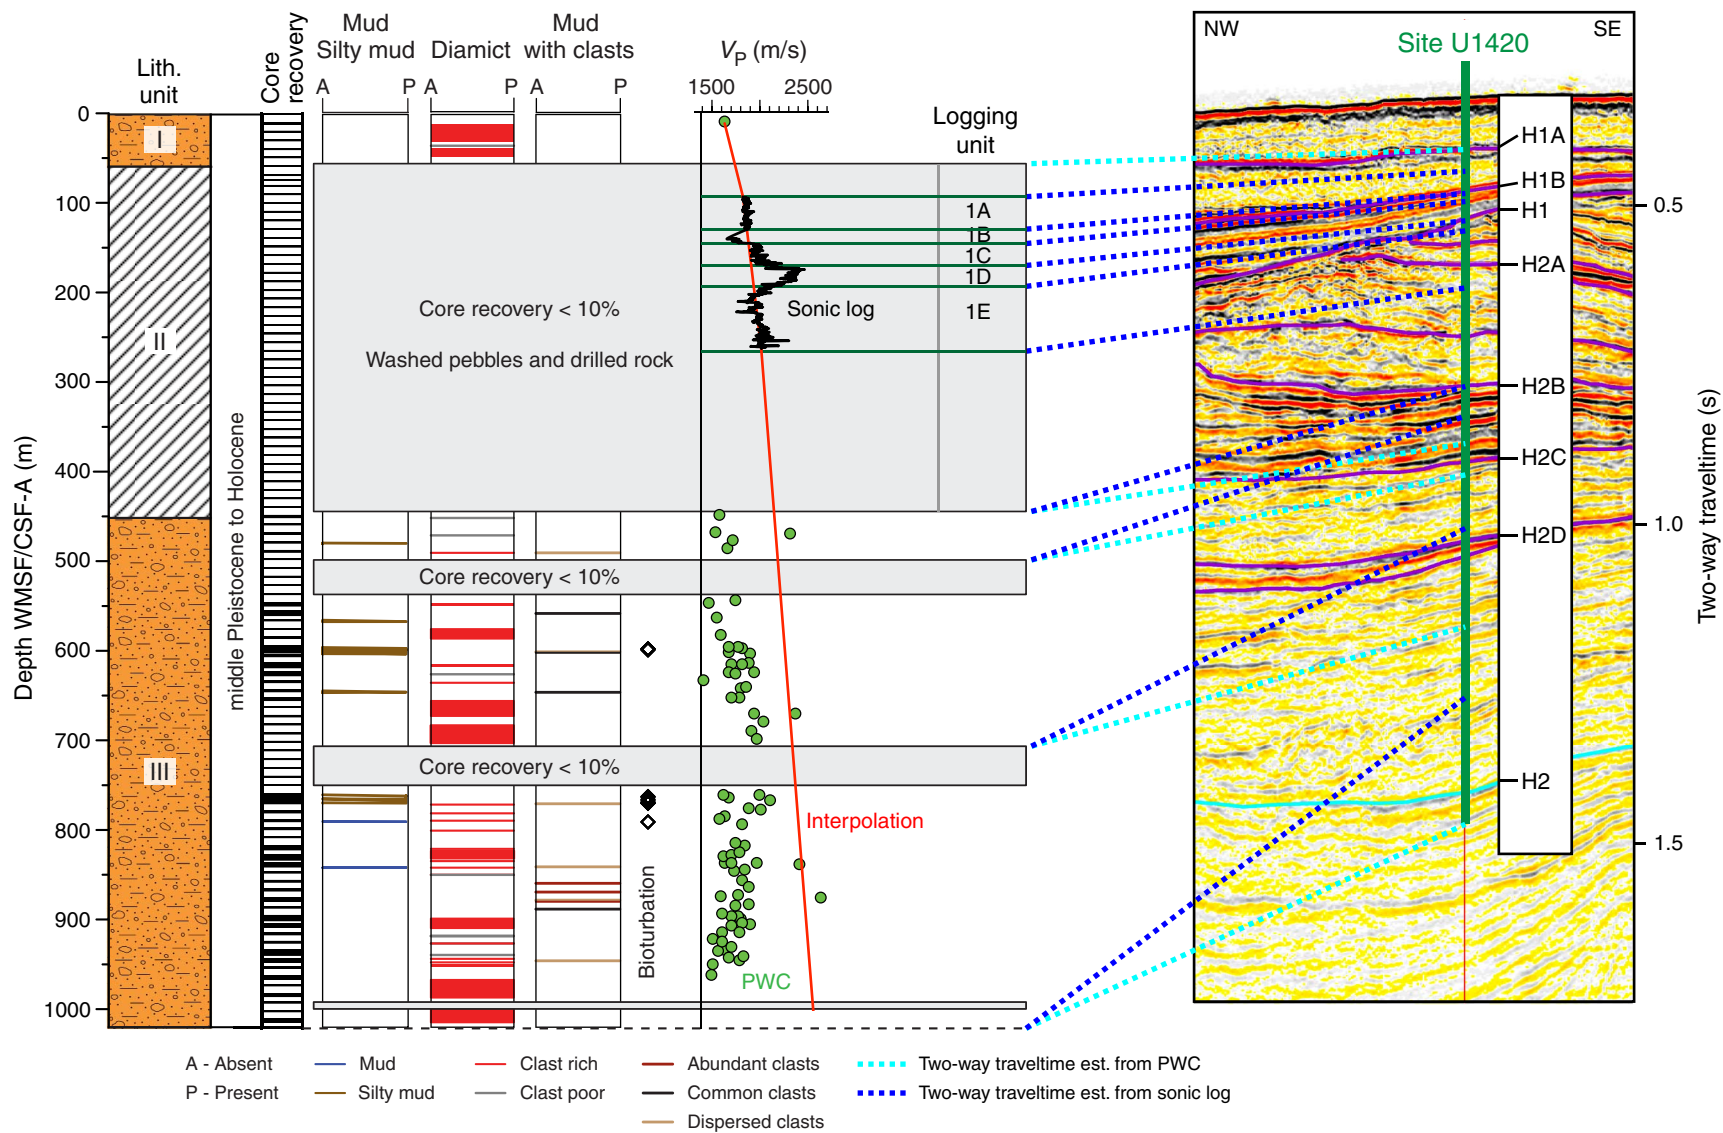 Mud
Silty mud
Diamict
Mud
with clasts
VP (m/s)
NW
Site U1420
SE
Lith.
unit
Core
recovery
A
P
A
P
A
P
1500
2500
Logging
unit
0
100
200
300
400
500
600
700
800
900
1000
Depth WMSF/CSF-A (m)
I
II
III
middle Pleistocene to Holocene
1A
1B
1C
1D
1E
Sonic log
Core recovery < 10%
Washed pebbles and drilled rock
Core recovery < 10%
Core recovery < 10%
Interpolation
PWC
Bioturbation
H1A
H1B
H1
H2A
H2B
H2C
H2D
H2
0.5
1.0
1.5
Two-way traveltime (s)
A - Absent
P - Present
Mud
Silty mud
Clast rich
Clast poor
Abundant clasts
Common clasts
Dispersed clasts
Two-way traveltime est. from PWC
Two-way traveltime est. from sonic log